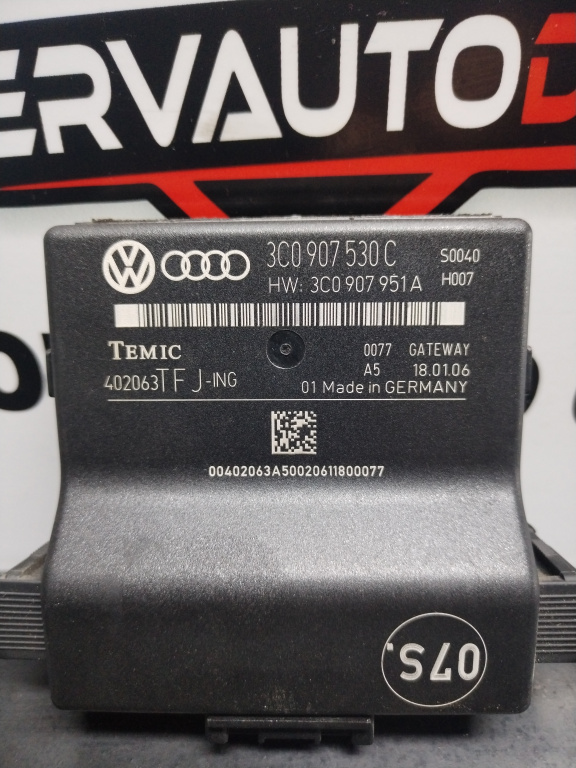 ERVAUTOD
3C0 907 530 C S0040
HW: 3C0 907 951 A H007
TEMIC 0077 GATEWAY
402063TFJ-ING A5 18.01.06
01 Made in GERMANY
00402063A50020611800077
07S.